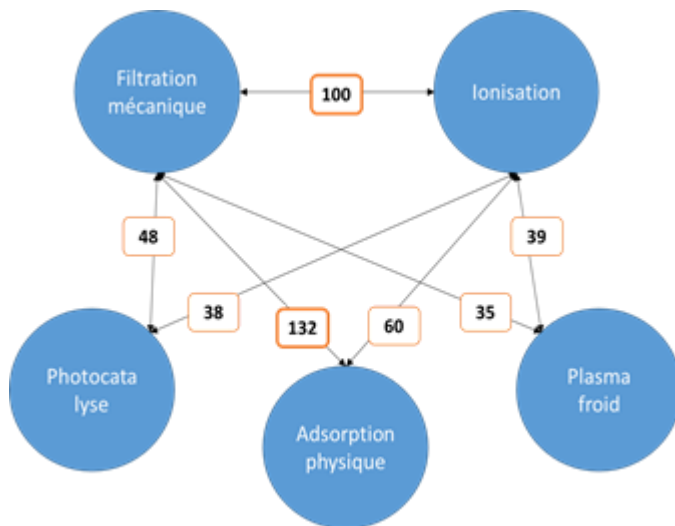 Filtration
mécanique
100
Ionisation
48
39
38
132
60
35
Photocata
lyse
Adsorption
physique
Plasma
froid